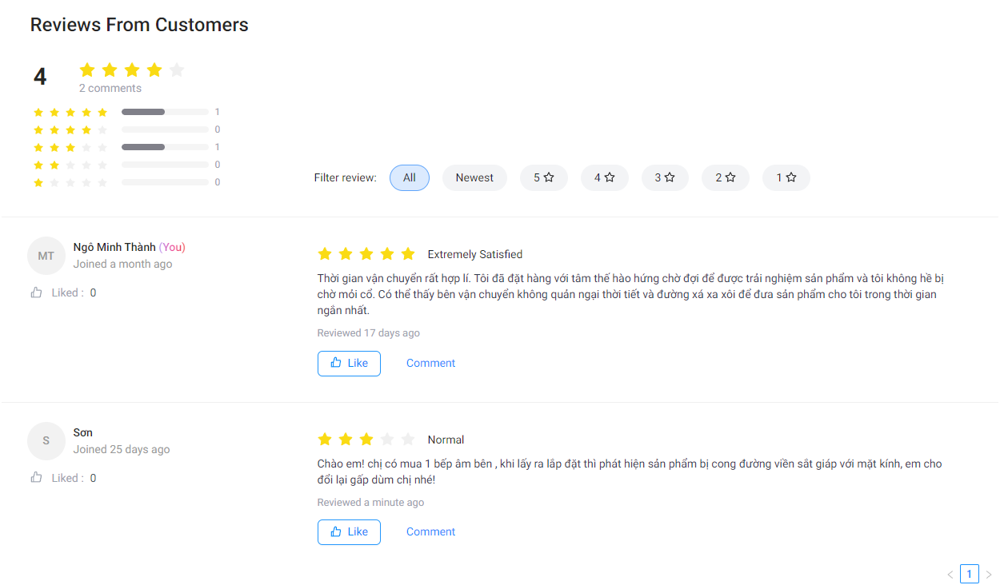 Reviews From Customers
4
2 comments
1
0
1
0
0
Filter review: All Newest 5 4 3 2 1
MT
Ngô Minh Thành (You)
Joined a month ago
Liked : 0
Extremely Satisfied
Thời gian vận chuyển rất hợp lí. Tôi đã đặt hàng với tâm thế hào hứng chờ đợi để được trải nghiệm sản phẩm và tôi không hề bị
chờ mỏi cổ. Có thể thấy bên vận chuyển không quản ngại thời tiết và đường xá xa xôi để đưa sản phẩm cho tôi trong thời gian
ngắn nhất.
Reviewed 17 days ago
Like Comment
S
Sơn
Joined 25 days ago
Liked : 0
Normal
Chào em! chị có mua 1 bếp âm bên , khi lấy ra lắp đặt thì phát hiện sản phẩm bị cong đường viền sắt giáp với mặt kính, em cho
đổi lại gấp dùm chị nhé!
Reviewed a minute ago
Like Comment
< 1 >